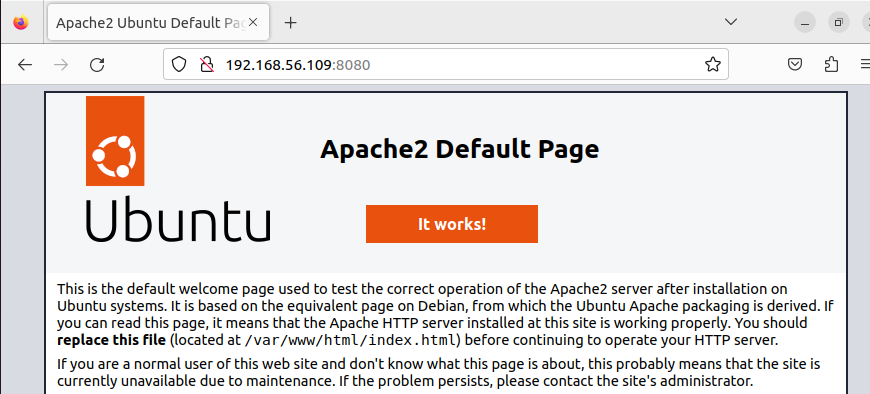 Apache2 Ubuntu Default Pag
192.168.56.109:8080
Apache2 Default Page
Ubuntu
It works!
This is the default welcome page used to test the correct operation of the Apache2 server after installation on
Ubuntu systems. It is based on the equivalent page on Debian, from which the Ubuntu Apache packaging is derived. If
you can read this page, it means that the Apache HTTP server installed at this site is working properly. You should
replace this file (located at /var/www/html/index.html) before continuing to operate your HTTP server.
If you are a normal user of this web site and don't know what this page is about, this probably means that the site is
currently unavailable due to maintenance. If the problem persists, please contact the site's administrator.